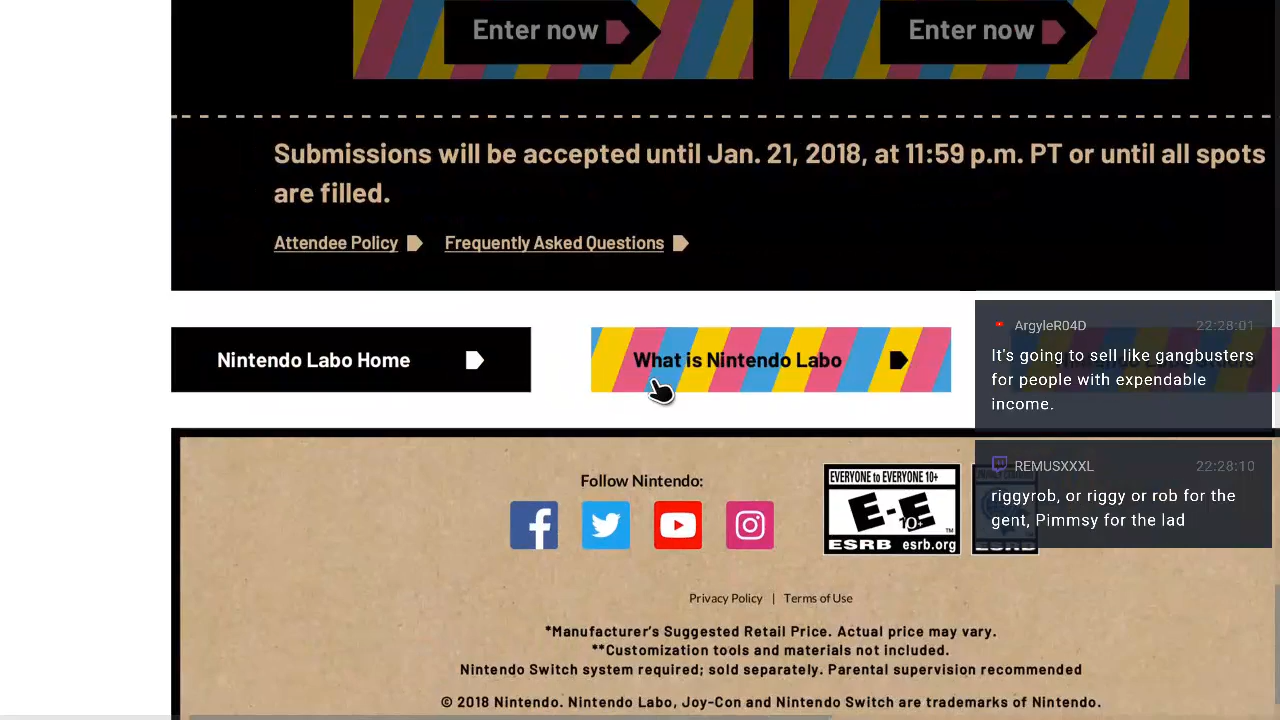 Enter now
Enter now
Submissions will be accepted until Jan. 21, 2018, at 11:59 p.m. PT or until all spots
are filled.
Attendee Policy
Frequently Asked Questions
Nintendo Labo Home
What is Nintendo Labo
ArgyleR04D 22:28:01
It's going to sell like gangbusters
for people with expendable
income.
REMUSXXXL 22:28:10
riggyrob, or riggy or rob for the
gent, Pimmsy for the lad
Follow Nintendo:
EVERYONE to EVERYONE 10+
E-E
10+
TM
ESRB esrb.org
ESRB
Privacy Policy | Terms of Use
*Manufacturer's Suggested Retail Price. Actual price may vary.
**Customization tools and materials not included.
Nintendo Switch system required; sold separately. Parental supervision recommended
© 2018 Nintendo. Nintendo Labo, Joy-Con and Nintendo Switch are trademarks of Nintendo.